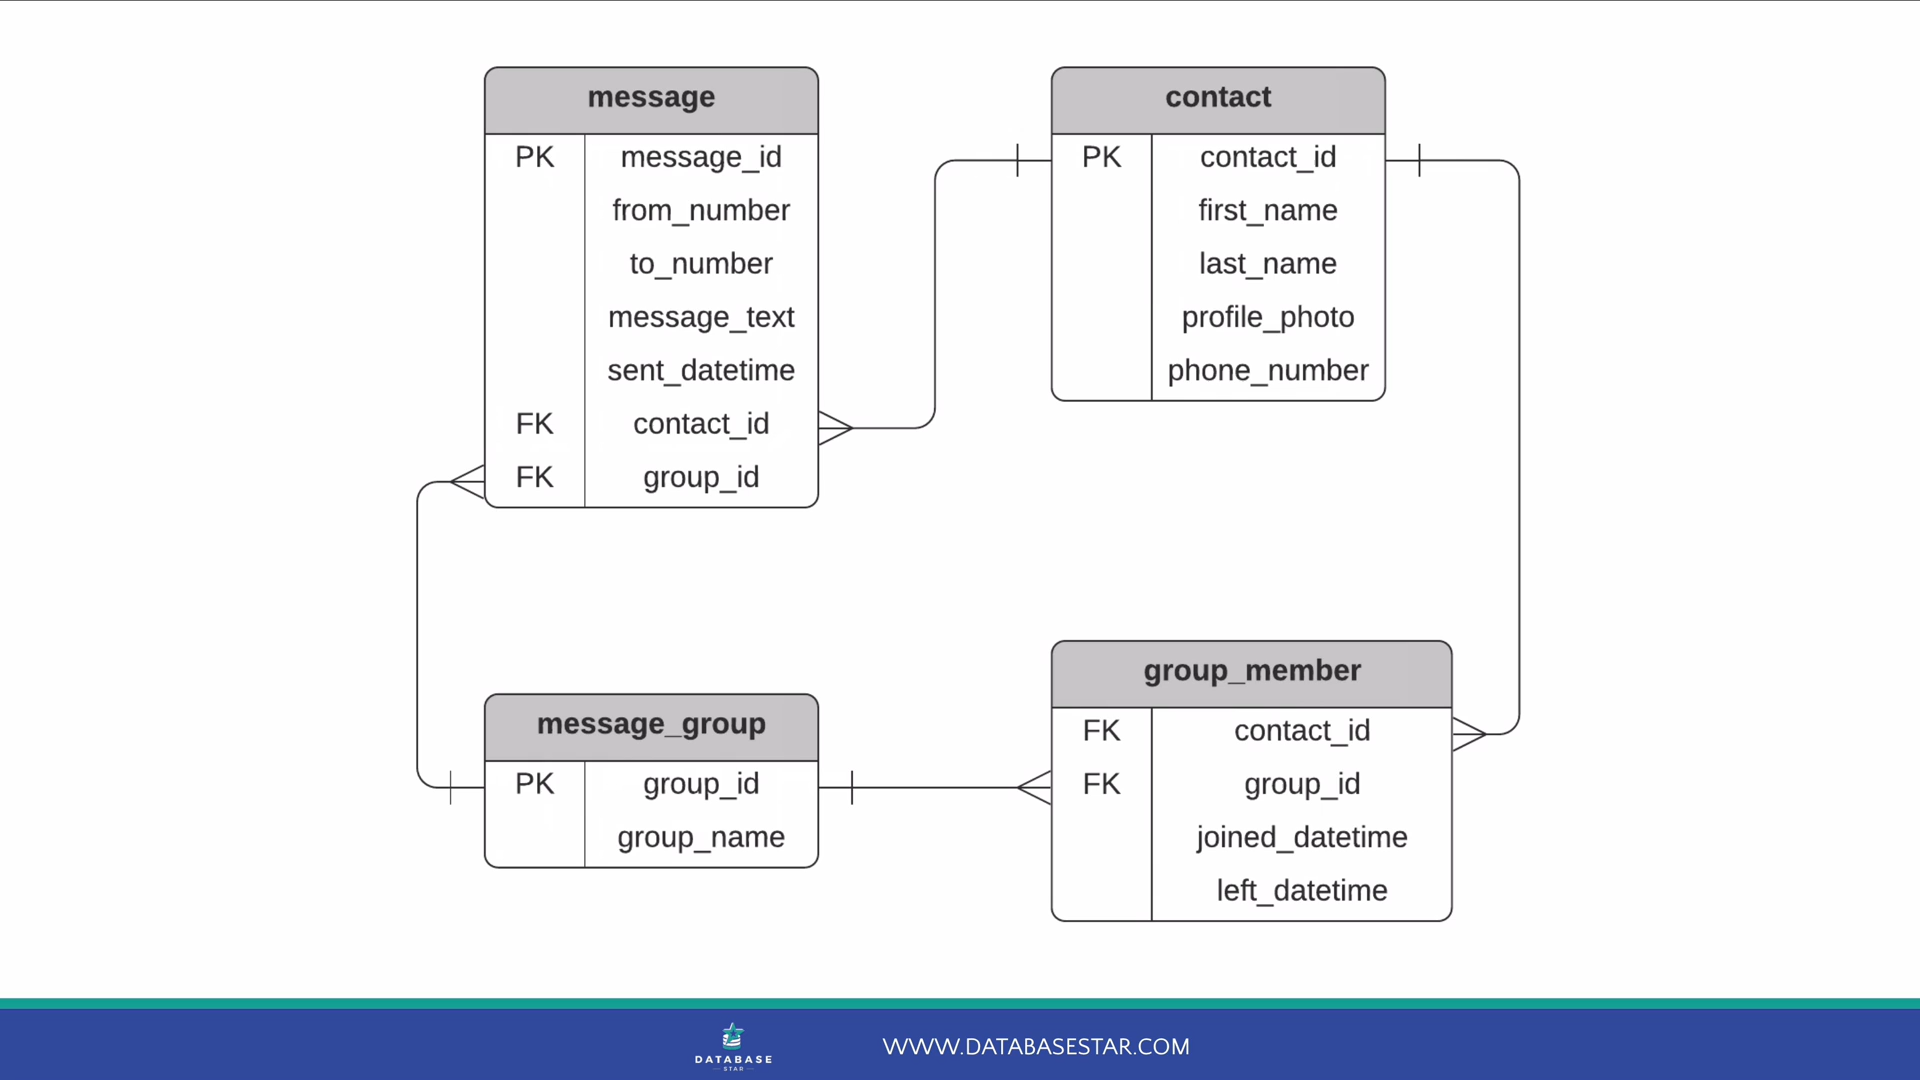 message
PK message_id
from_number
to_number
message_text
sent_datetime
FK contact_id
FK group_id
contact
PK contact_id
first_name
last_name
profile_photo
phone_number
message_group
PK group_id
group_name
group_member
FK contact_id
FK group_id
joined_datetime
left_datetime
DATABASE
STAR
WWW.DATABASESTAR.COM